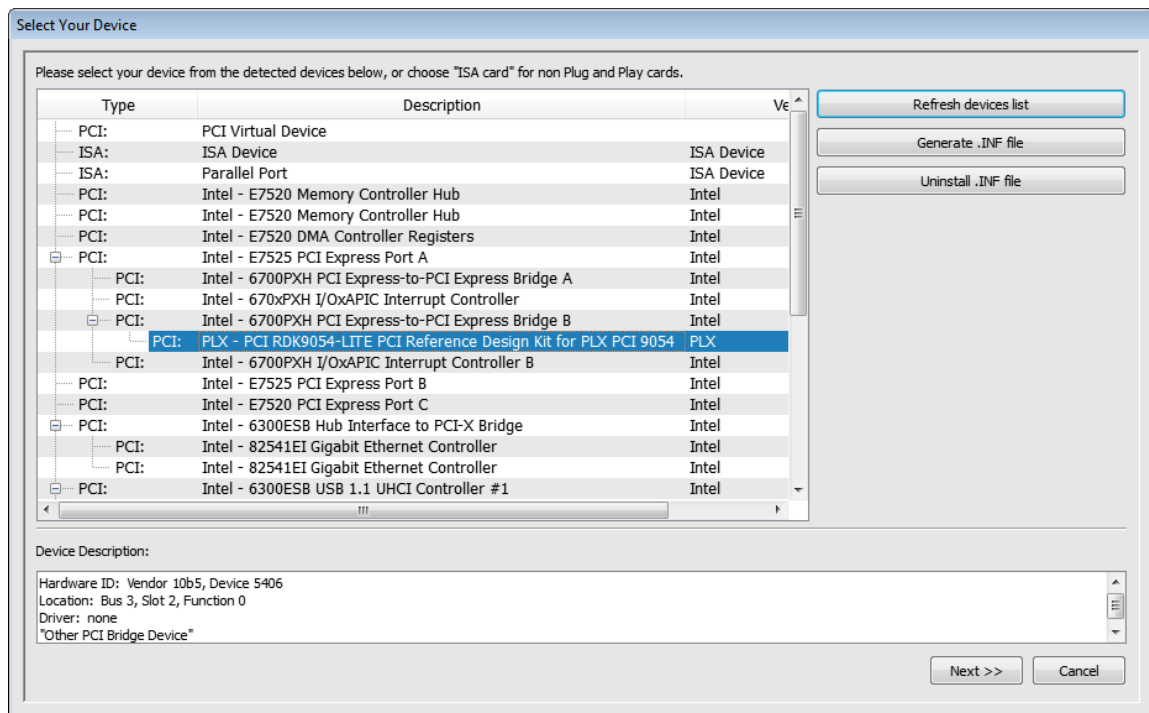 Select Your Device
Please select your device from the detected devices below, or choose "ISA card" for non Plug and Play cards.
Type Description Ve
PCI: PCI Virtual Device
ISA: ISA Device ISA Device
ISA: Parallel Port ISA Device
PCI: Intel - E7520 Memory Controller Hub Intel
PCI: Intel - E7520 Memory Controller Hub Intel
PCI: Intel - E7520 DMA Controller Registers Intel
PCI: Intel - E7525 PCI Express Port A Intel
PCI: Intel - 6700PXH PCI Express-to-PCI Express Bridge A Intel
PCI: Intel - 670xPXH I/OxAPIC Interrupt Controller Intel
PCI: Intel - 6700PXH PCI Express-to-PCI Express Bridge B Intel
PCI: PLX - PCI RDK9054-LITE PCI Reference Design Kit for PLX PCI 9054 PLX
PCI: Intel - 6700PXH I/OxAPIC Interrupt Controller B Intel
PCI: Intel - E7525 PCI Express Port B Intel
PCI: Intel - E7520 PCI Express Port C Intel
PCI: Intel - 6300ESB Hub Interface to PCI-X Bridge Intel
PCI: Intel - 82541EI Gigabit Ethernet Controller Intel
PCI: Intel - 82541EI Gigabit Ethernet Controller Intel
PCI: Intel - 6300ESB USB 1.1 UHCI Controller #1 Intel
Refresh devices list
Generate .INF file
Uninstall .INF file
Device Description:
Hardware ID: Vendor 10b5, Device 5406
Location: Bus 3, Slot 2, Function 0
Driver: none
"Other PCI Bridge Device"
Next >> Cancel